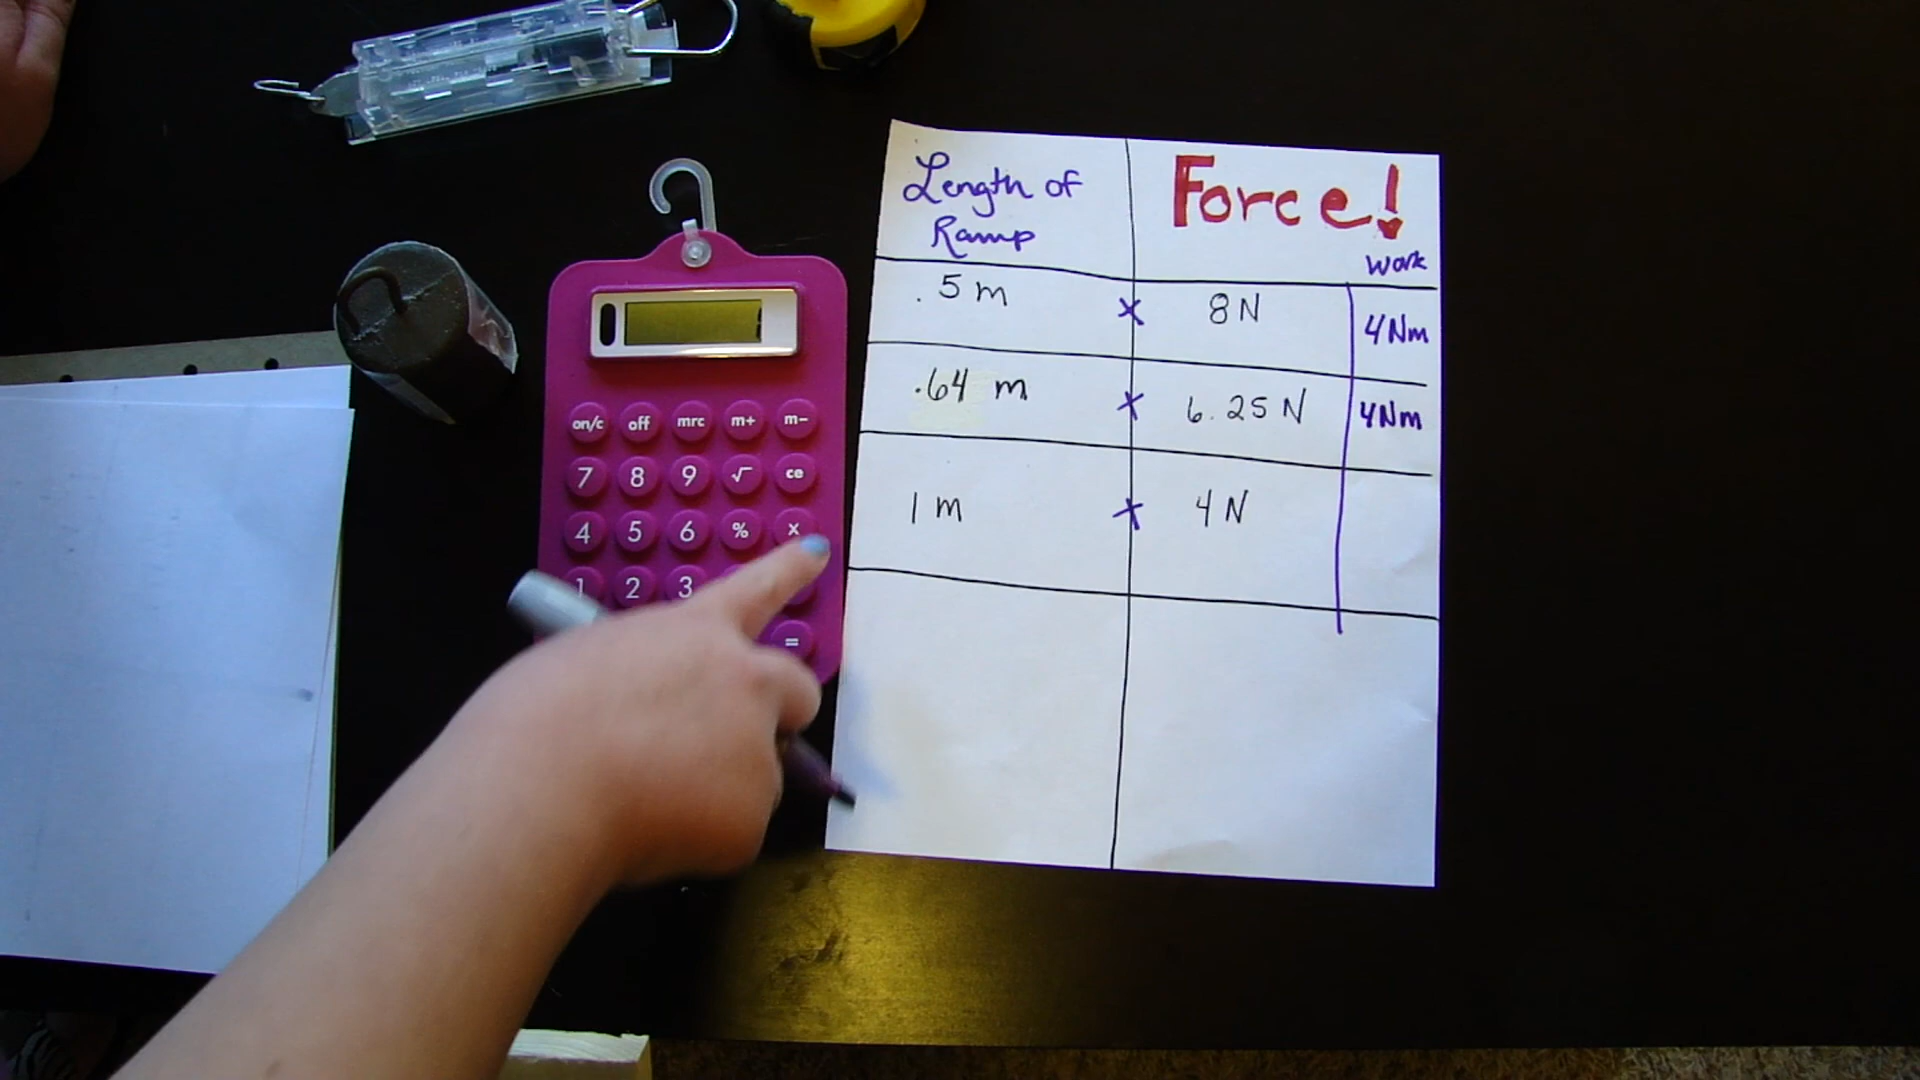 Length of
Ramp
Force!
Work
.5 m x 8 N 4Nm
.64 m x 6.25 N 4Nm
1 m x 4 N
on/c off mrc m+ m-
7 8 9 √ ce
4 5 6 % x
1 2 3
=